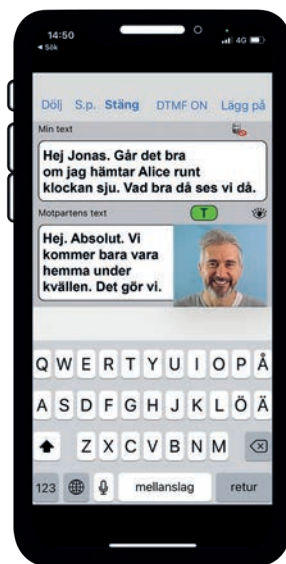 14:50
4G
◀ Sök
Dölj S.p. Stäng DTMF ON Lägg på
Min text
Hej Jonas. Går det bra
om jag hämtar Alice runt
klockan sju. Vad bra då ses vi då.
Motpartens text
T
Hej. Absolut. Vi
kommer bara vara
hemma under
kvällen. Det gör vi.
Q W E R T Y U I O P Å
A S D F G H J K L Ö Ä
Z X C V B N M
123 mellanslag retur